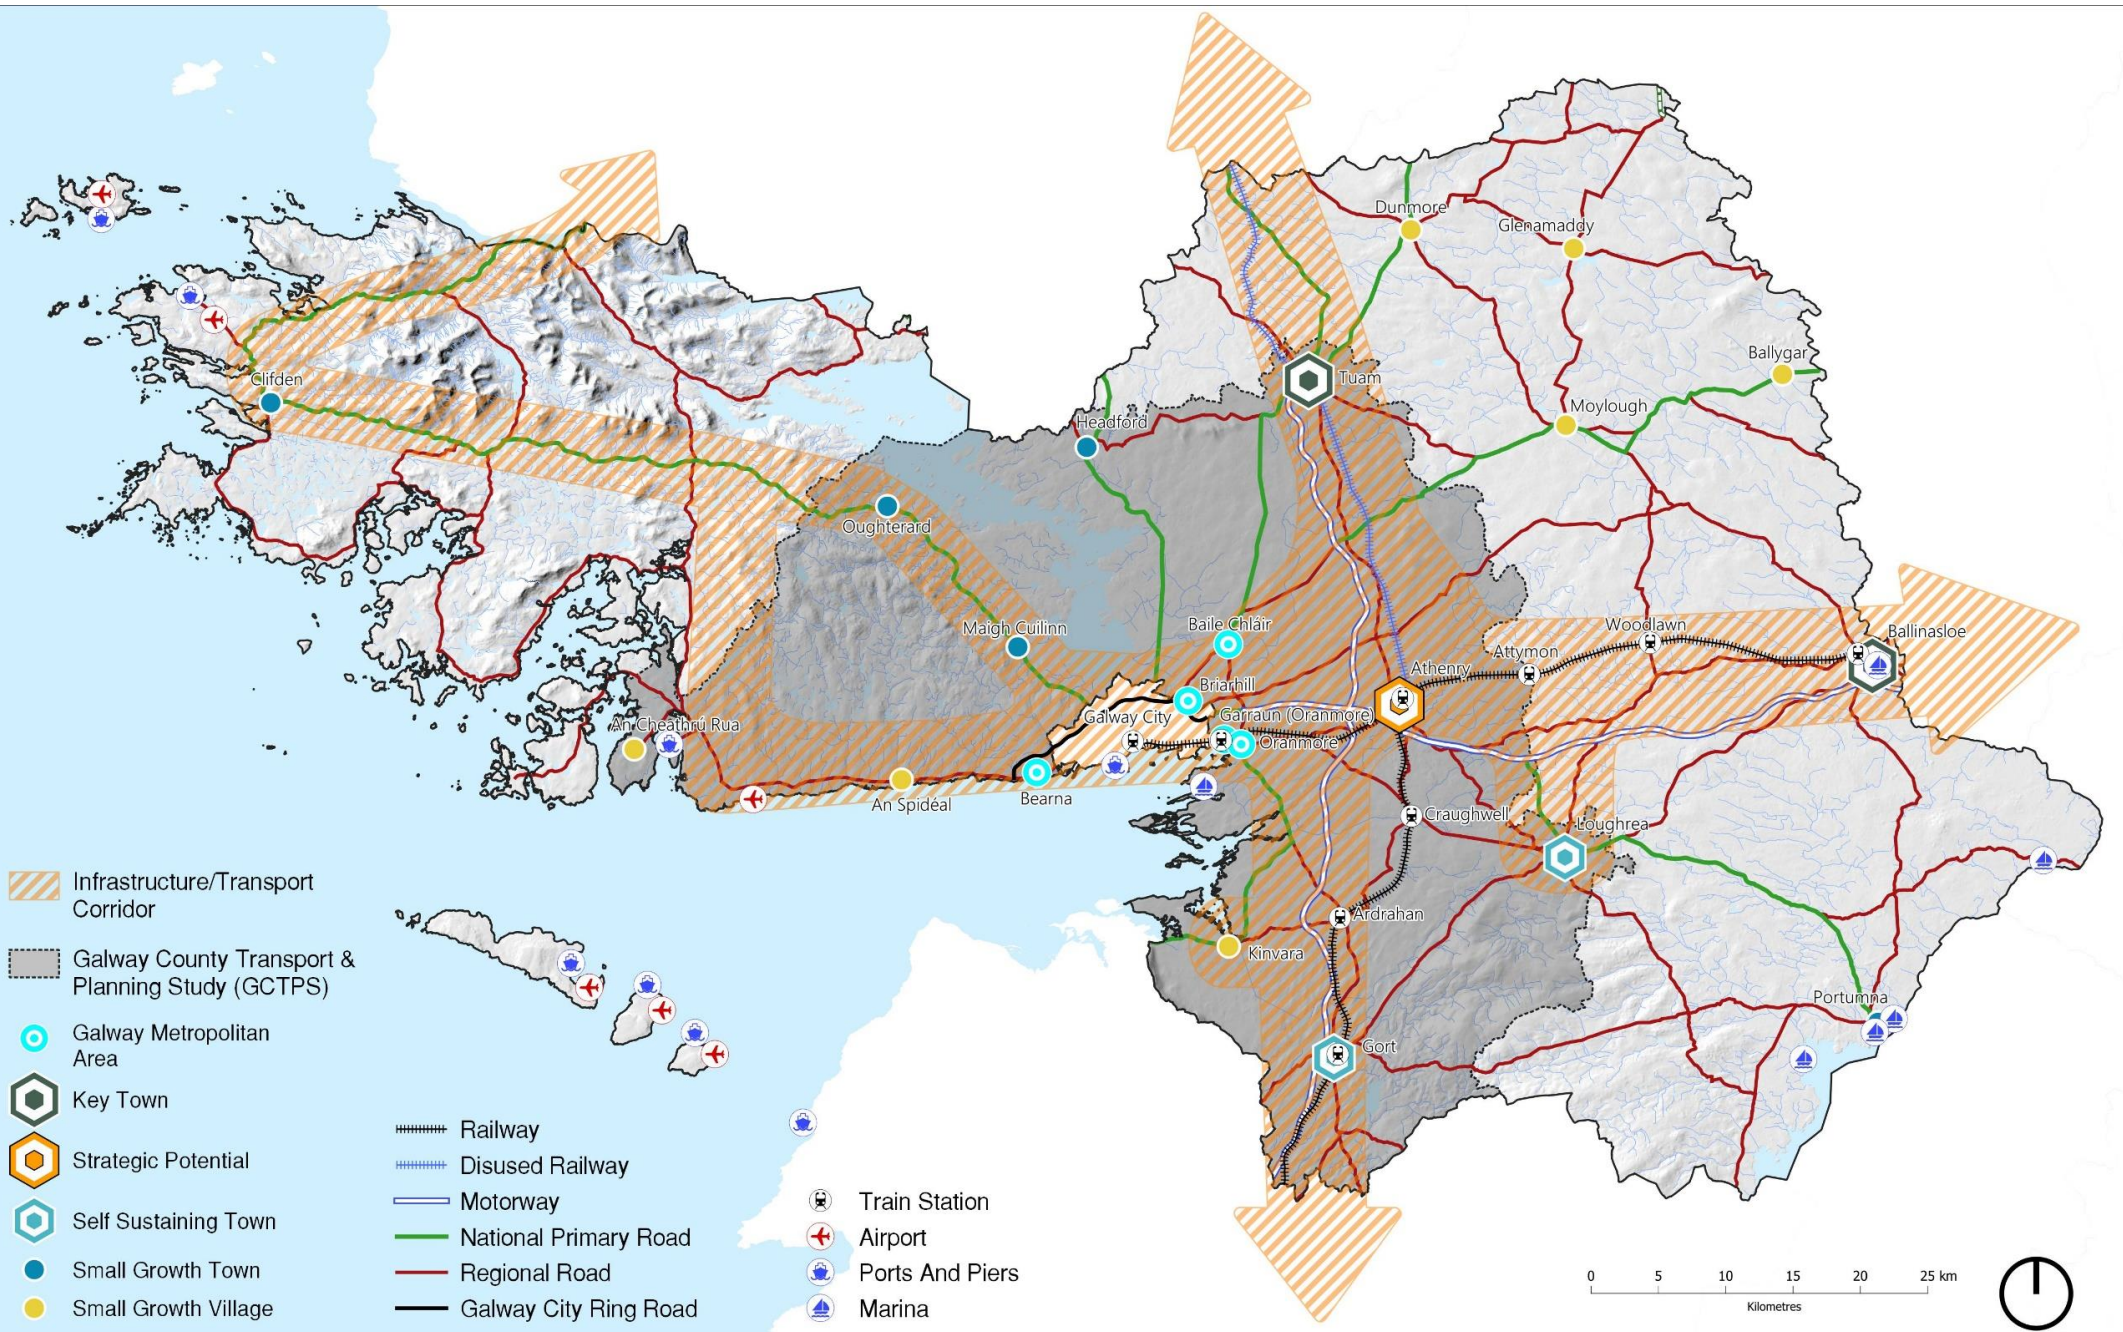 Dunmore
Glenamaddy
Ballygar
Clifden
Tuam
Moylough
Headford
Oughterard
Baile Chláir
Maigh Cuilinn
Woodlawn
Ballinasloe
Attymon
Athenry
Briarhill
Galway City
Garraun (Oranmore)
An Cheathrú Rua
Oranmore
An Spidéal
Bearna
Craughwell
Loughrea
Ardrahan
Kinvara
Portumna
Gort
Infrastructure/Transport
Corridor
Galway County Transport &
Planning Study (GCTPS)
Galway Metropolitan
Area
Key Town
Strategic Potential
Self Sustaining Town
Small Growth Town
Small Growth Village
Railway
Disused Railway
Motorway
National Primary Road
Regional Road
Galway City Ring Road
Train Station
Airport
Ports And Piers
Marina
0 5 10 15 20 25 km
Kilometres